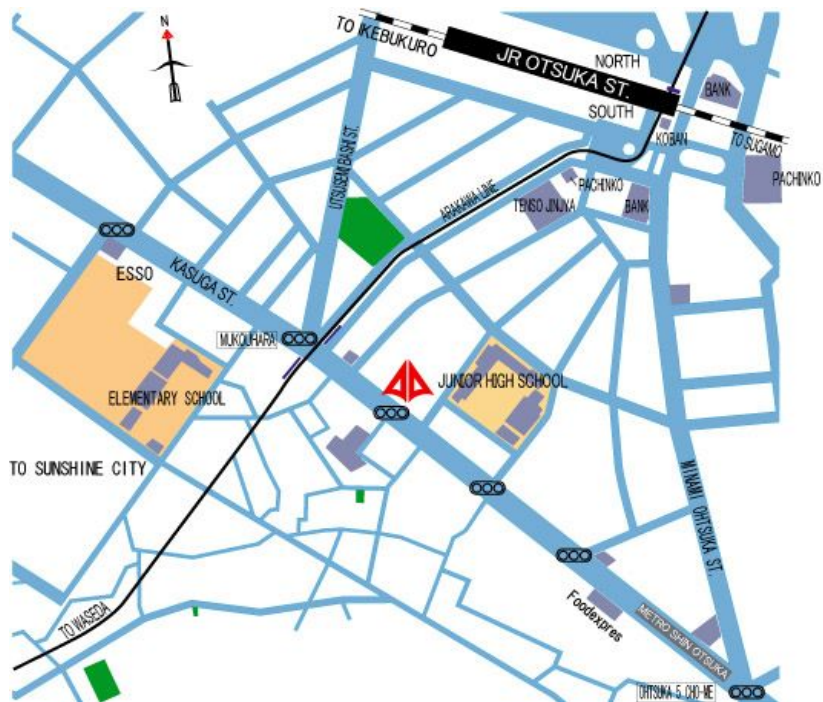 N
TO IKEBUKURO
JR OTSUKA ST.
NORTH
SOUTH
BANK
KOBAN
TO SUGAMO
PACHINKO
UTSUSEMI BASHI ST.
ARAKAWA LINE
PACHINKO
TENSO JINJYA
BANK
ESSO
KASUGA ST.
MUKOUHARA
JUNIOR HIGH SCHOOL
ELEMENTARY SCHOOL
TO SUNSHINE CITY
MINAMI OHTSUKA ST.
TO WASEDA
Foodexpres
METRO SHIN OTSUKA
OHTSUKA 5 CHO-ME